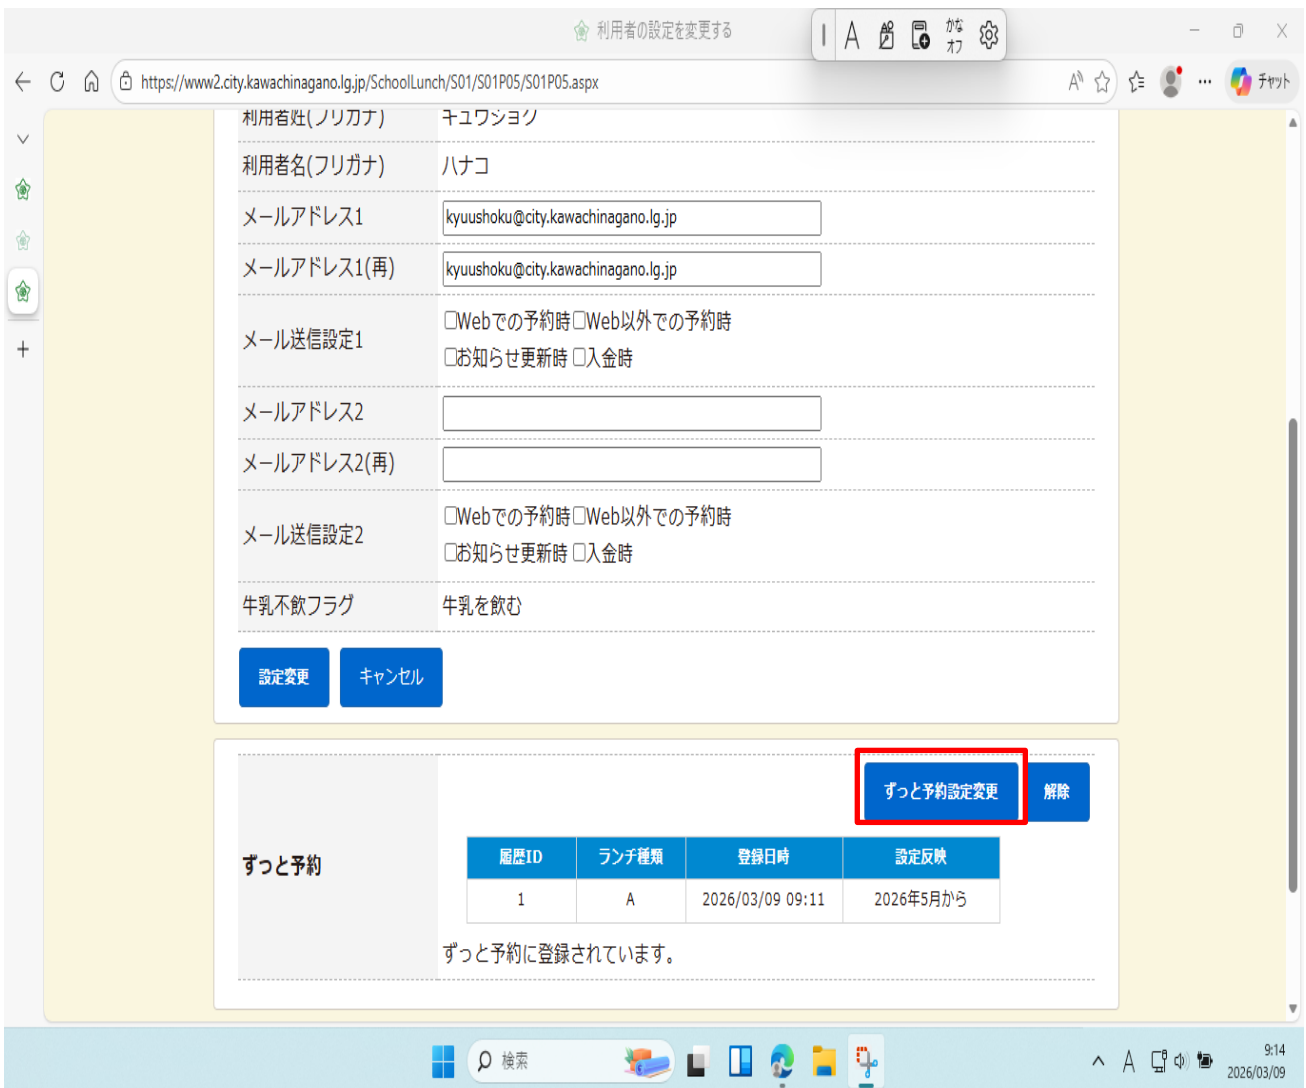 利用者の設定を変更する
A
かな
オフ
https://www2.city.kawachinagano.lg.jp/SchoolLunch/S01/S01P05/S01P05.aspx
チャット
利用者姓(フリガナ) キュウショク
利用者名(フリガナ) ハナコ
メールアドレス1 kyuushoku@city.kawachinagano.lg.jp
メールアドレス1(再) kyuushoku@city.kawachinagano.lg.jp
メール送信設定1
Webでの予約時 Web以外での予約時
お知らせ更新時 入金時
メールアドレス2
メールアドレス2(再)
メール送信設定2
Webでの予約時 Web以外での予約時
お知らせ更新時 入金時
牛乳不飲フラグ 牛乳を飲む
設定変更 キャンセル
ずっと予約設定変更 解除
ずっと予約
履歴ID ランチ種類 登録日時 設定反映
1 A 2026/03/09 09:11 2026年5月から
ずっと予約に登録されています。
検索
A
9:14
2026/03/09